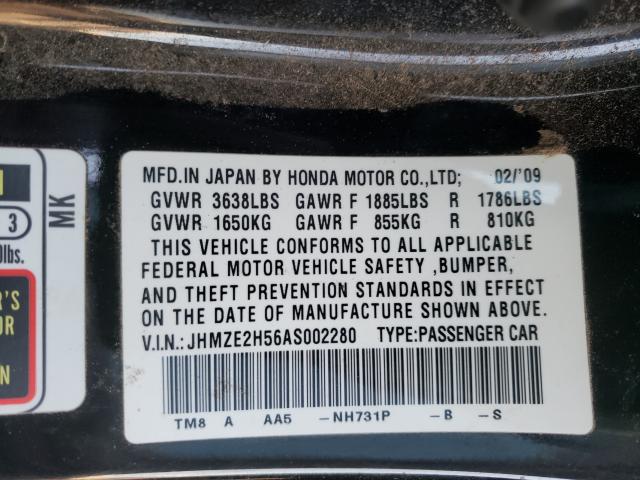 MFD.IN JAPAN BY HONDA MOTOR CO.,LTD; 02/'09
GVWR 3638LBS GAWR F 1885LBS R 1786LBS
GVWR 1650KG GAWR F 855KG R 810KG
THIS VEHICLE CONFORMS TO ALL APPLICABLE
FEDERAL MOTOR VEHICLE SAFETY ,BUMPER,
AND THEFT PREVENTION STANDARDS IN EFFECT
ON THE DATE OF MANUFACTURE SHOWN ABOVE.
V.I.N.:JHMZE2H56AS002280 TYPE:PASSENGER CAR
TM8 A AA5 -NH731P -B -S
MK
3
lbs.